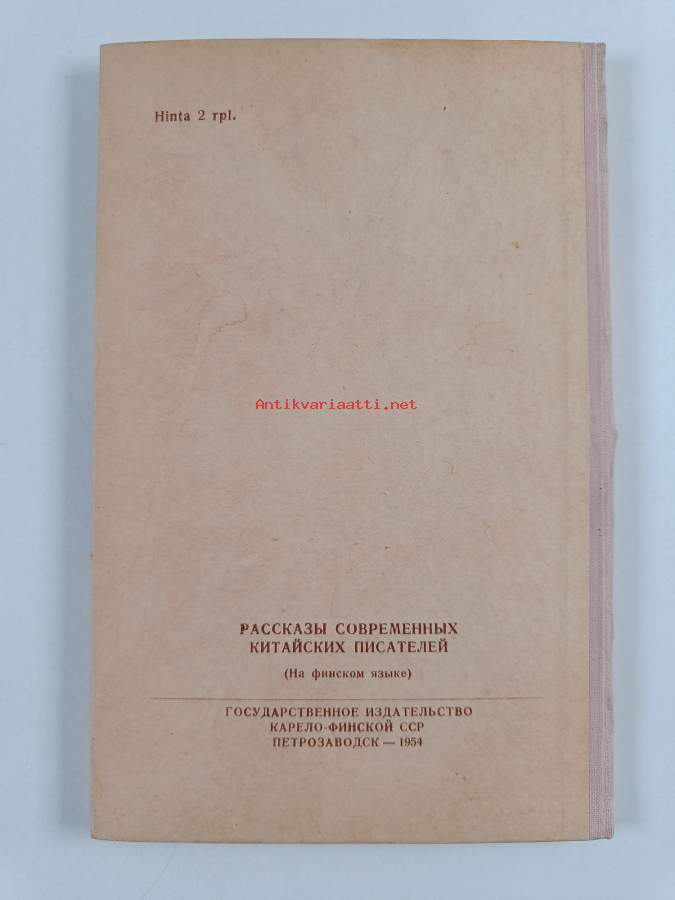 Hinta 2 rpl.
Antikvariaatti.net
РАССКАЗЫ СОВРЕМЕННЫХ
КИТАЙСКИХ ПИСАТЕЛЕЙ
(На финском языке)
ГОСУДАРСТВЕННОЕ ИЗДАТЕЛЬСТВО
КАРЕЛО-ФИНСКОЙ ССР
ПЕТРОЗАВОДСК — 1954